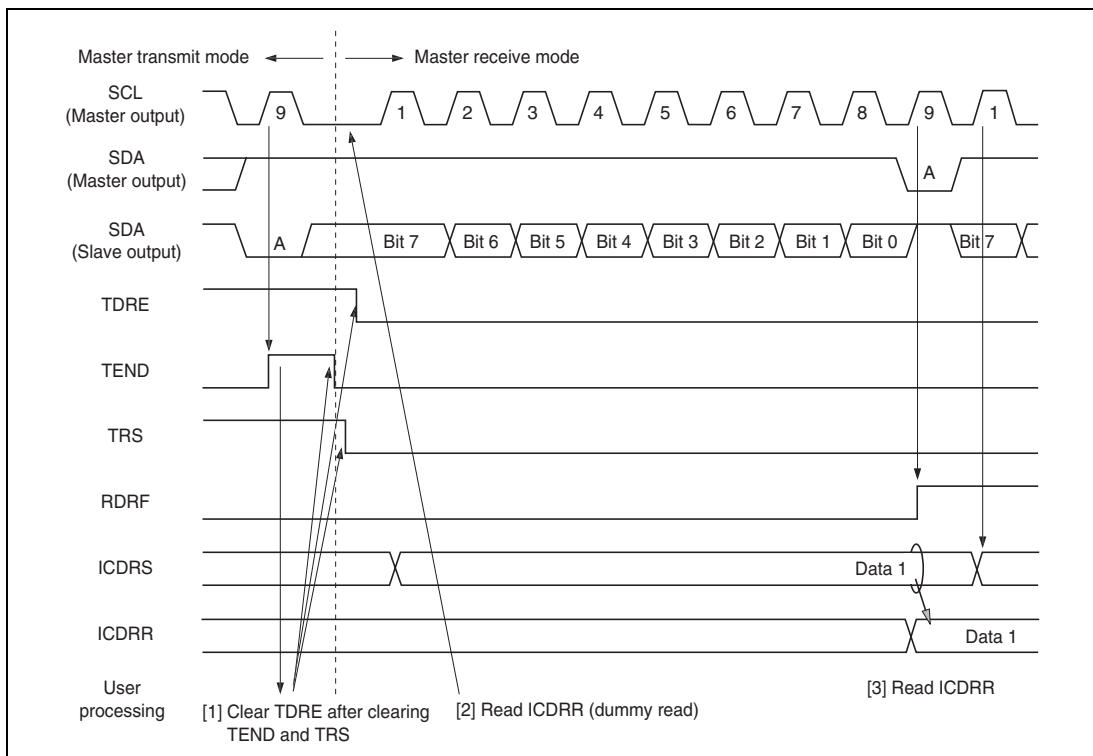 Master transmit mode
Master receive mode
SCL
(Master output)
9
1
2
3
4
5
6
7
8
9
1
SDA
(Master output)
A
SDA
(Slave output)
A
Bit 7
Bit 6
Bit 5
Bit 4
Bit 3
Bit 2
Bit 1
Bit 0
Bit 7
TDRE
TEND
TRS
RDRF
ICDRS
Data 1
ICDRR
Data 1
User
processing
[1] Clear TDRE after clearing
TEND and TRS
[2] Read ICDRR (dummy read)
[3] Read ICDRR